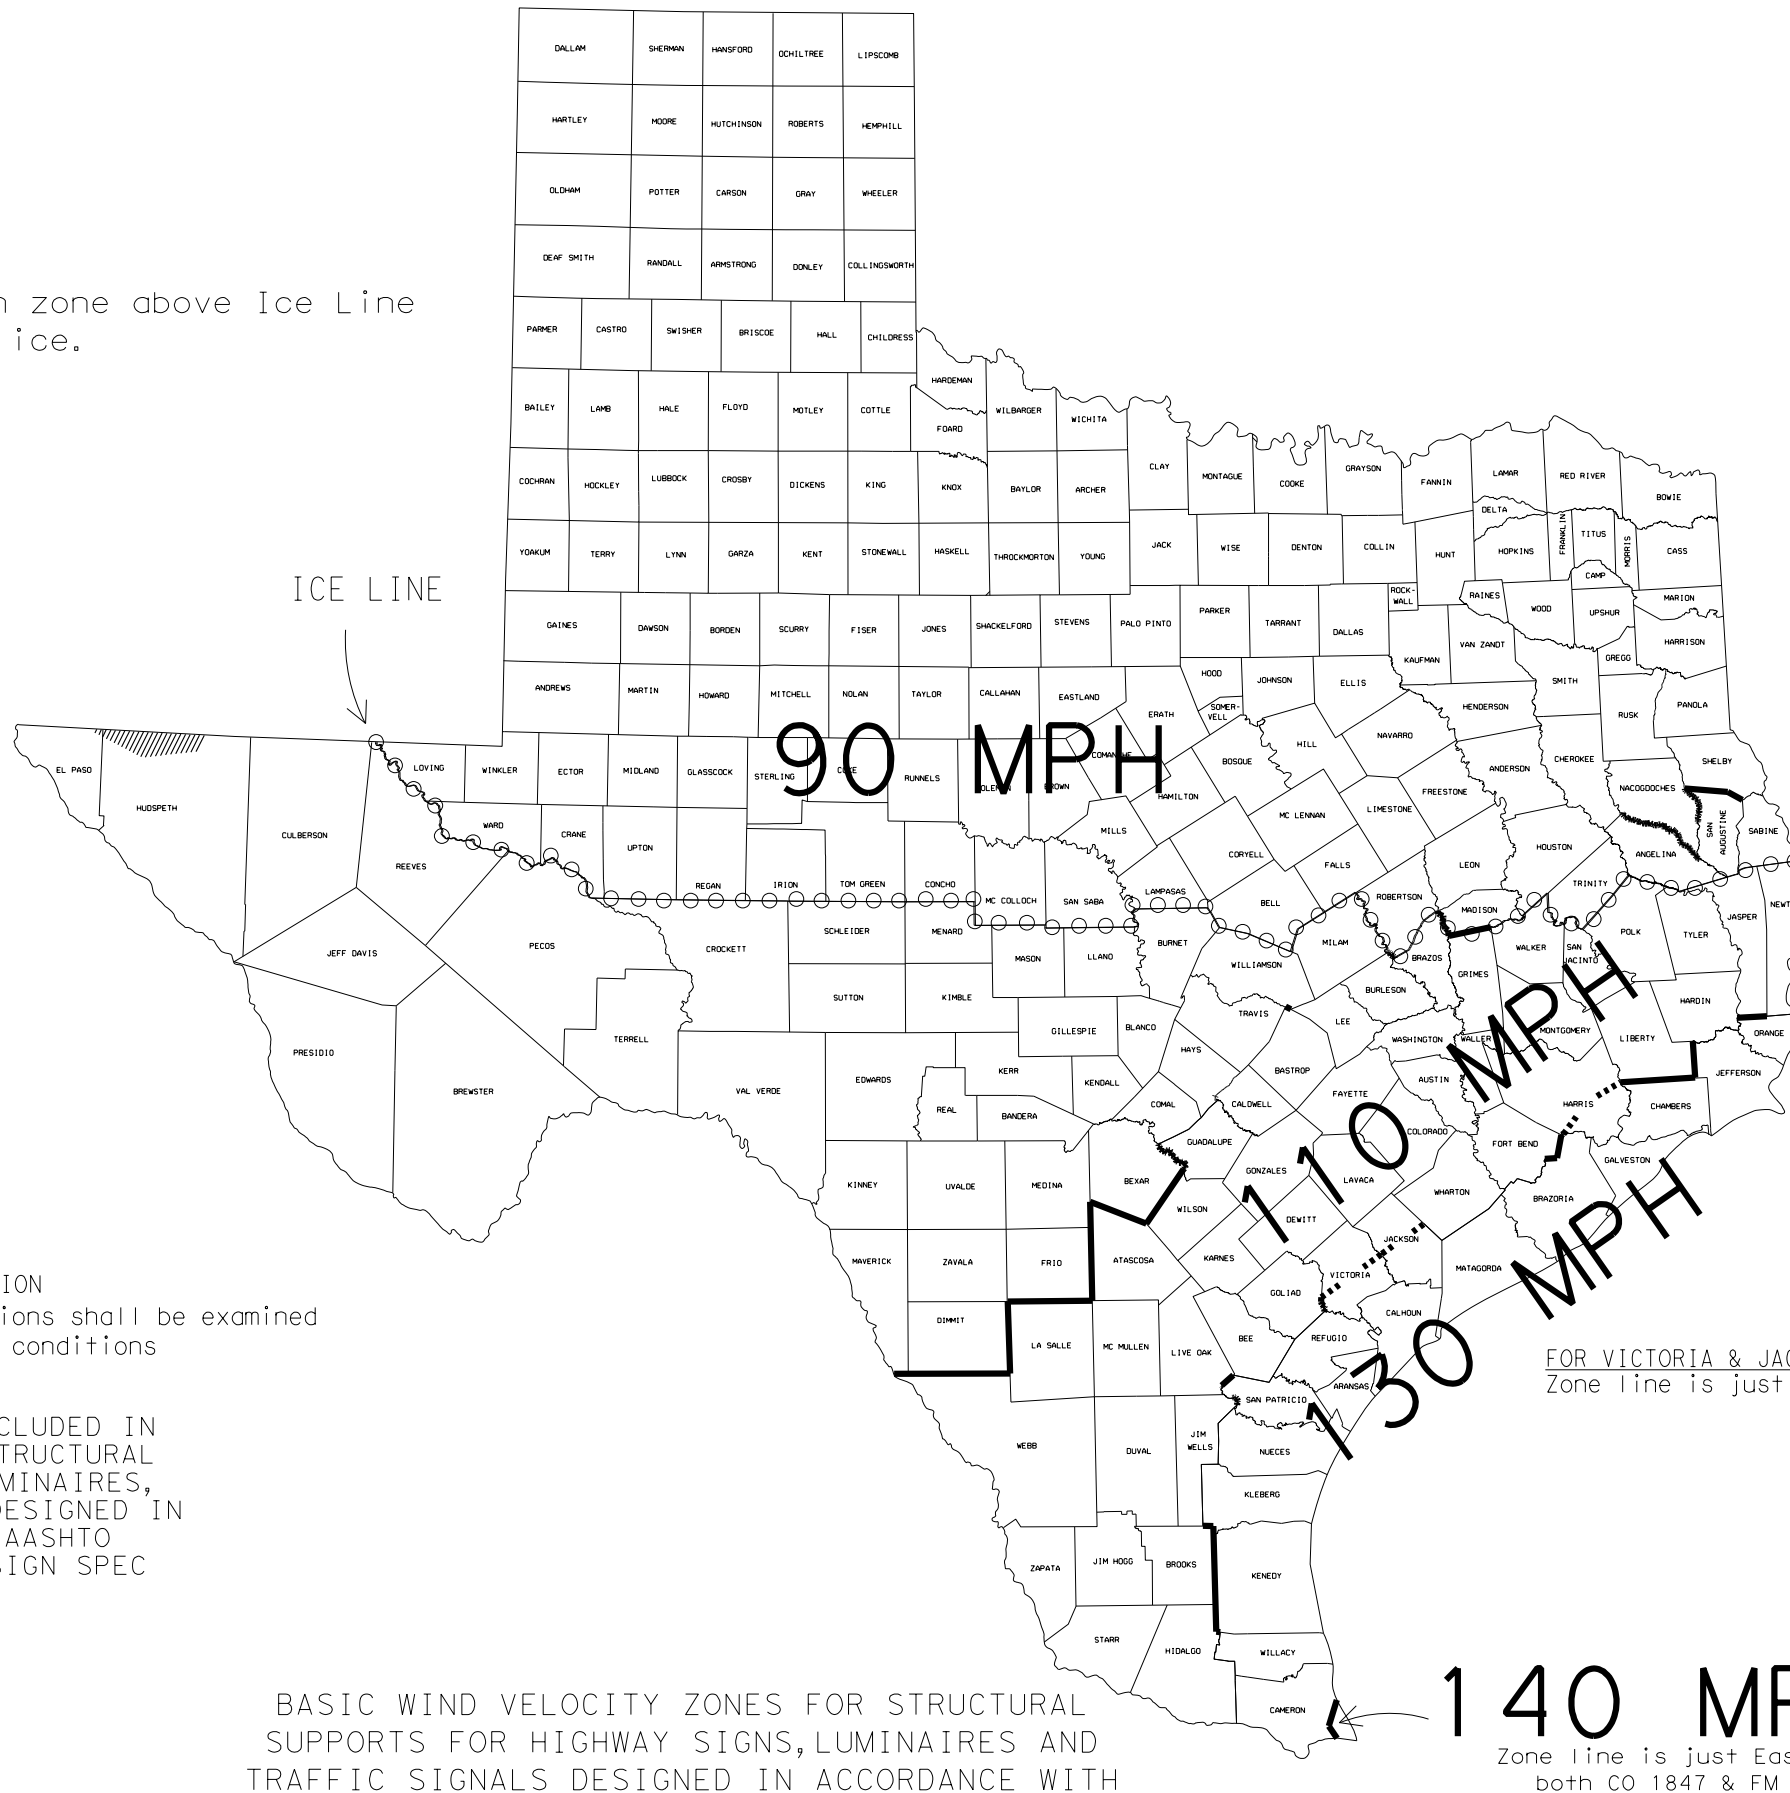 DALLAM SHERMAN HANSFORD OCHILTREE LIPSCOMB
HARTLEY MOORE HUTCHINSON ROBERTS HEMPHILL
OLDHAM POTTER CARSON GRAY WHEELER
DEAF SMITH RANDALL ARMSTRONG DONLEY COLLINGSWORTH
zone above Ice Line
ice.
PARMER CASTRO SWISHER BRISCOE HALL CHILDRESS
HARDEMAN
BAILEY LAMB HALE FLOYD MOTLEY COTTLE FOARD WILBARGER WICHITA
COCHRAN HOCKLEY LUBBOCK CROSBY DICKENS KING KNOX BAYLOR ARCHER CLAY MONTAGUE COOKE GRAYSON FANNIN LAMAR RED RIVER BOWIE
DELTA
YOAKUM TERRY LYNN GARZA KENT STONEWALL HASKELL THROCKMORTON YOUNG JACK WISE DENTON COLLIN HUNT HOPKINS FRANKLIN TITUS MORRIS CASS
CAMP
ICE LINE
ROCK-
WALL
RAINES WOOD UPSHUR MARION
GAINES DAWSON BORDEN SCURRY FISER JONES SHACKELFORD STEVENS PALO PINTO PARKER TARRANT DALLAS KAUFMAN VAN ZANDT GREGG HARRISON
ANDREWS MARTIN HOWARD MITCHELL NOLAN TAYLOR CALLAHAN EASTLAND ERATH HOOD JOHNSON ELLIS HENDERSON SMITH RUSK PANOLA
SOMER-
VELL
90 MPH
EL PASO HUDSPETH CULBERSON REEVES LOVING WINKLER ECTOR MIDLAND GLASSCOCK STERLING COKE RUNNELS BROWN COMANCHE HAMILTON BOSQUE HILL NAVARRO ANDERSON CHEROKEE NACOGDOCHES SHELBY
WARD CRANE UPTON REGAN IRION TOM GREEN CONCHO MC COLLOCH SAN SABA MILLS LAMPASAS CORYELL MC LENNAN LIMESTONE FREESTONE FALLS LEON HOUSTON ANGELINA
SAN
AUGUSTINE
SABINE
JEFF DAVIS PECOS CROCKETT SCHLEIDER MENARD MASON LLANO BURNET BELL WILLIAMSON MILAM ROBERTSON BRAZOS MADISON GRIMES WALKER
SAN
JACINTO
TRINITY POLK TYLER JASPER NEWT
PRESIDIO BREWSTER TERRELL VAL VERDE SUTTON KIMBLE GILLESPIE BLANCO TRAVIS HAYS LEE BURLESON WASHINGTON WALLER MONTGOMERY LIBERTY HARDIN ORANGE JEFFERSON
EDWARDS REAL KERR BANDERA KENDALL COMAL CALDWELL BASTROP FAYETTE AUSTIN COLORADO HARRIS CHAMBERS
110 MPH
KINNEY UVALDE MEDINA BEXAR GUADALUPE GONZALES LAVACA WHARTON FORT BEND BRAZORIA GALVESTON
WILSON DEWITT JACKSON
MAVERICK ZAVALA FRIO ATASCOSA KARNES GOLIAD VICTORIA MATAGORDA
130 MPH
ION
ions shall be examined
conditions
DIMMIT LA SALLE MC MULLEN LIVE OAK BEE REFUGIO CALHOUN ARANSAS
FOR VICTORIA & JAC
Zone line is just
SAN PATRICIO
CLUDED IN
TRUCTURAL
MINAIRES,
DESIGNED IN
AASHTO
SIGN SPEC
WEBB DUVAL
JIM
WELLS
NUECES
KLEBERG
ZAPATA JIM HOGG BROOKS KENEDY
STARR HIDALGO WILLACY
CAMERON
140 MP
Zone line is just Eas
both CO 1847 & FM
BASIC WIND VELOCITY ZONES FOR STRUCTURAL
SUPPORTS FOR HIGHWAY SIGNS, LUMINAIRES AND
TRAFFIC SIGNALS DESIGNED IN ACCORDANCE WITH